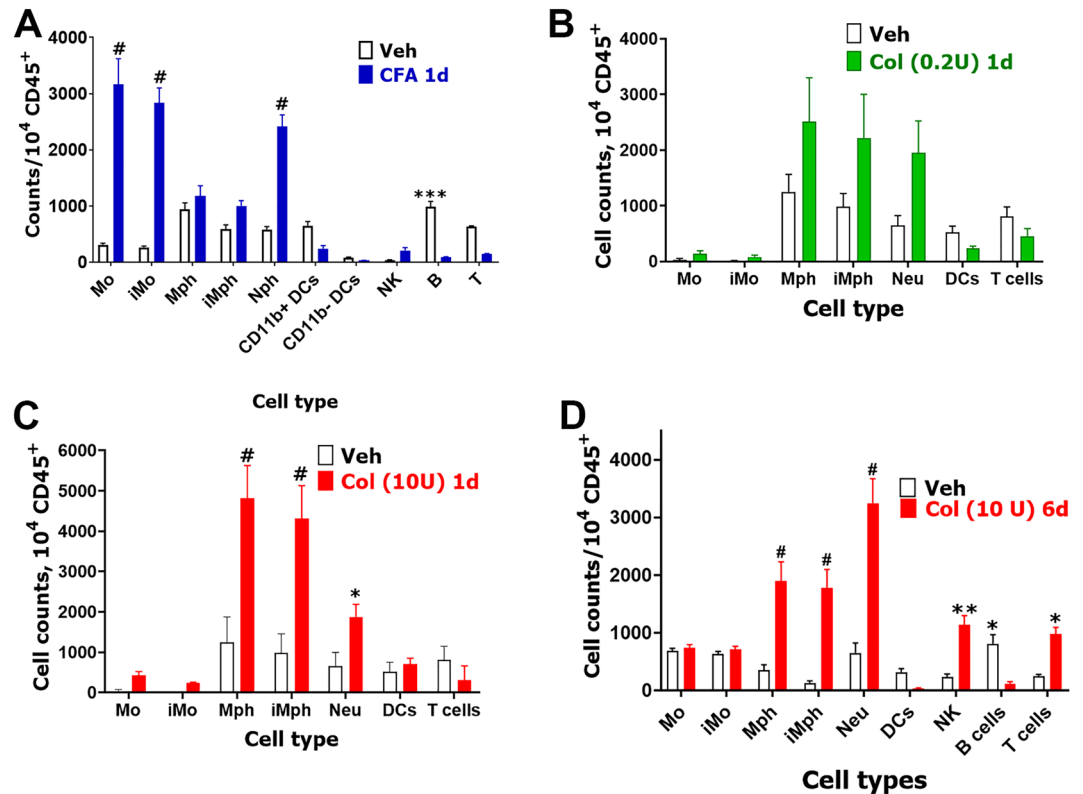 A
Counts/10⁴ CD45⁺
4000
3000
2000
1000
0
Veh
CFA 1d
#
#
#
***
Mo
iMo
Mph
iMph
Nph
CD11b+ DCs
CD11b- DCs
NK
B
T
Cell type
B
Cell counts, 10⁴ CD45⁺
4000
3000
2000
1000
0
Veh
Col (0.2U) 1d
Mo
iMo
Mph
iMph
Neu
DCs
T cells
Cell type
C
Cell counts, 10⁴ CD45⁺
6000
5000
4000
3000
2000
1000
0
Veh
Col (10U) 1d
#
#
*
Mo
iMo
Mph
iMph
Neu
DCs
T cells
Cell type
D
Cell counts/10⁴ CD45⁺
4000
3000
2000
1000
0
Veh
Col (10 U) 6d
#
#
#
**
*
*
Mo
iMo
Mph
iMph
Neu
DCs
NK
B cells
T cells
Cell types